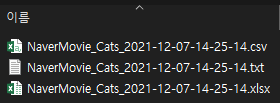 이름
NaverMovie_Cats_2021-12-07-14-25-14.csv
NaverMovie_Cats_2021-12-07-14-25-14.txt
NaverMovie_Cats_2021-12-07-14-25-14.xlsx